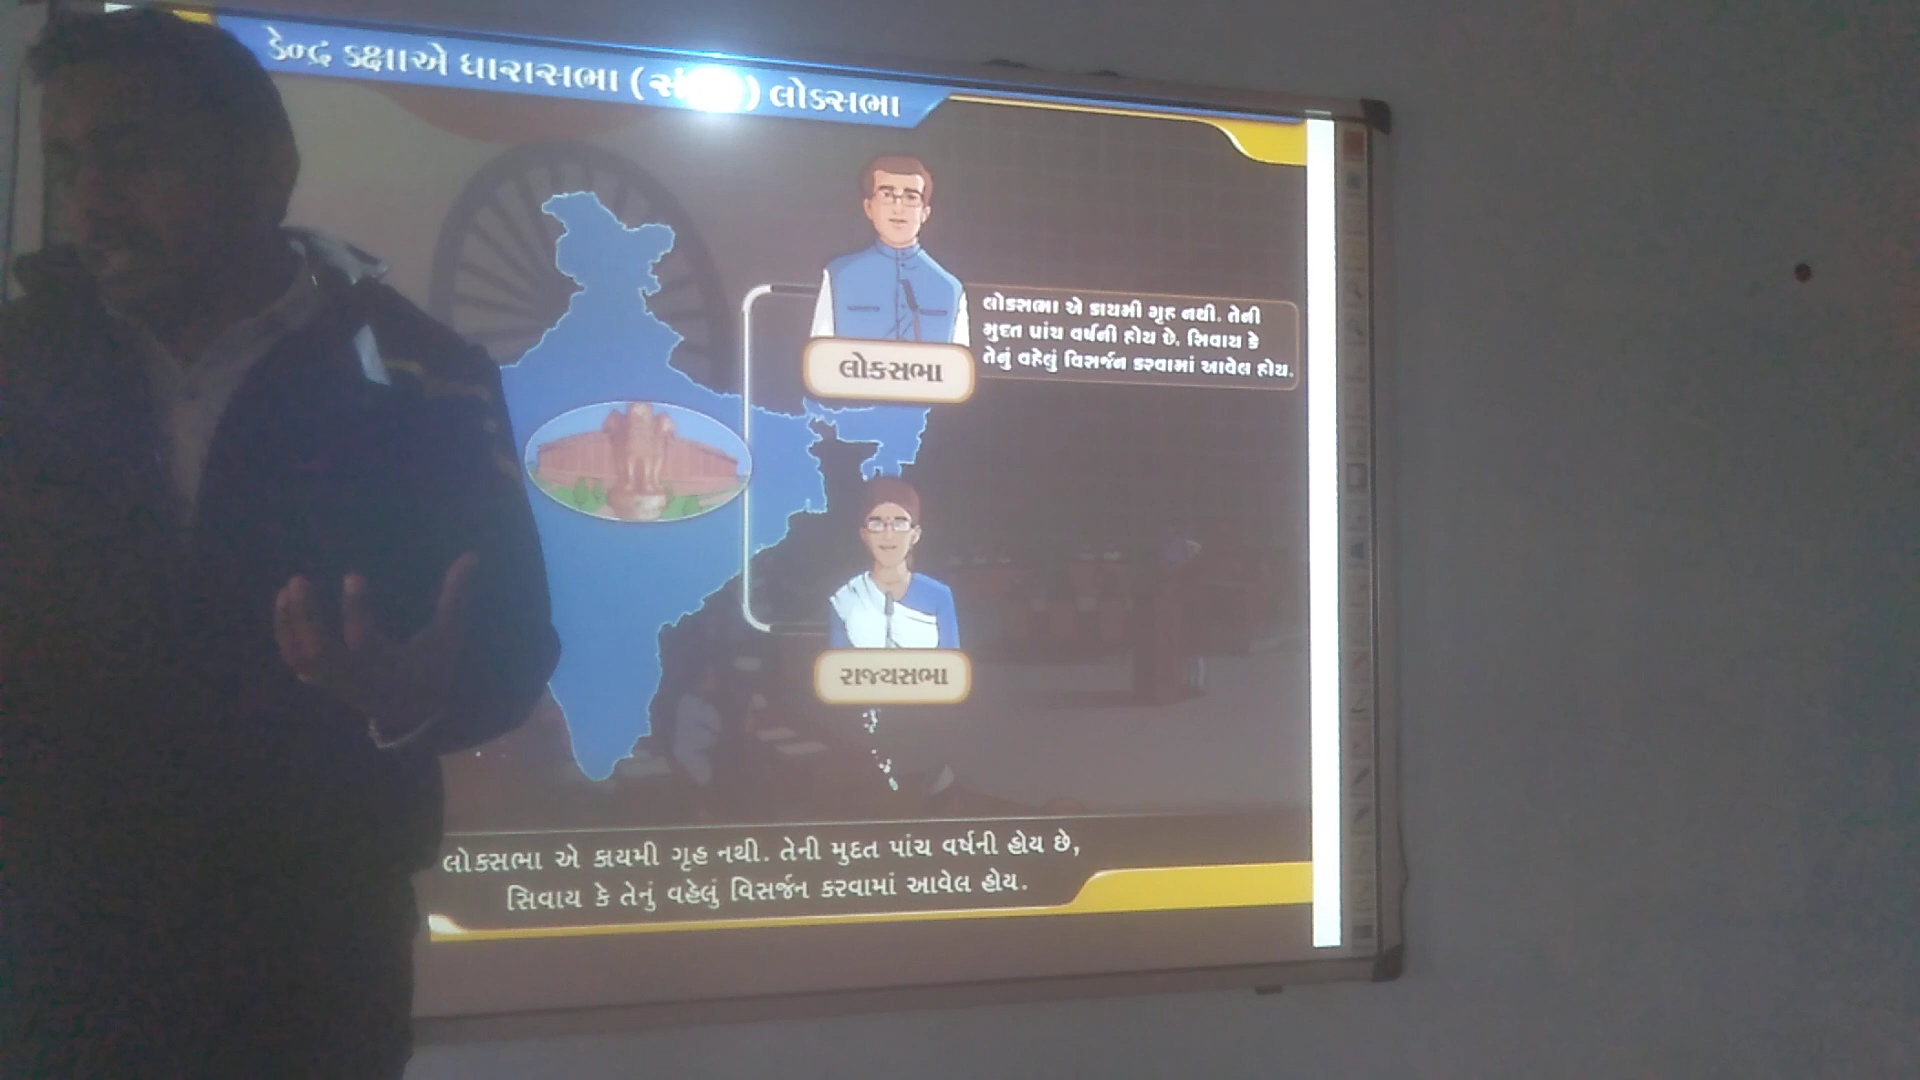 કેન્દ્ર કક્ષાએ ધારાસભા ( ) લોકસભા
લોકસભા એ કાયમી ગૃહ નથી. તેની
મુદત પાંચ વર્ષની હોય છે. સિવાય કે
તેનું વહેલું વિસર્જન કરવામાં આવેલ હોય.
લોકસભા
રાજ્યસભા
લોકસભા એ કાયમી ગૃહ નથી. તેની મુદત પાંચ વર્ષની હોય છે,
સિવાય કે તેનું વહેલું વિસર્જન કરવામાં આવેલ હોય.